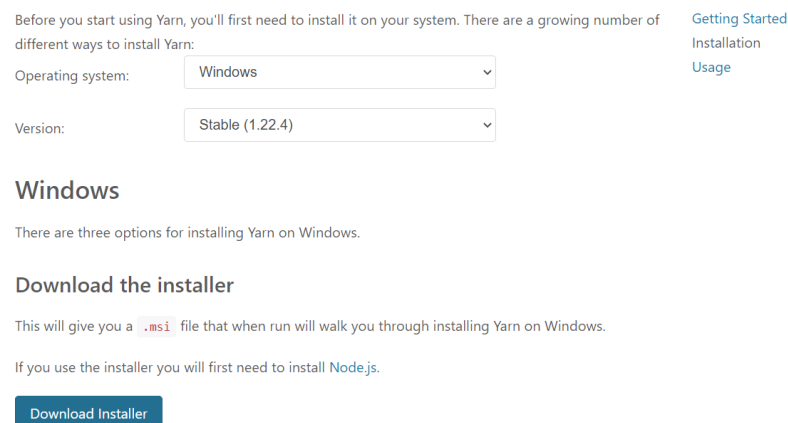 Before you start using Yarn, you'll first need to install it on your system. There are a growing number of
different ways to install Yarn:
Operating system:
Windows
Version:
Stable (1.22.4)
Windows
There are three options for installing Yarn on Windows.
Download the installer
This will give you a .msi file that when run will walk you through installing Yarn on Windows.
If you use the installer you will first need to install Node.js.
Download Installer
Getting Started
Installation
Usage